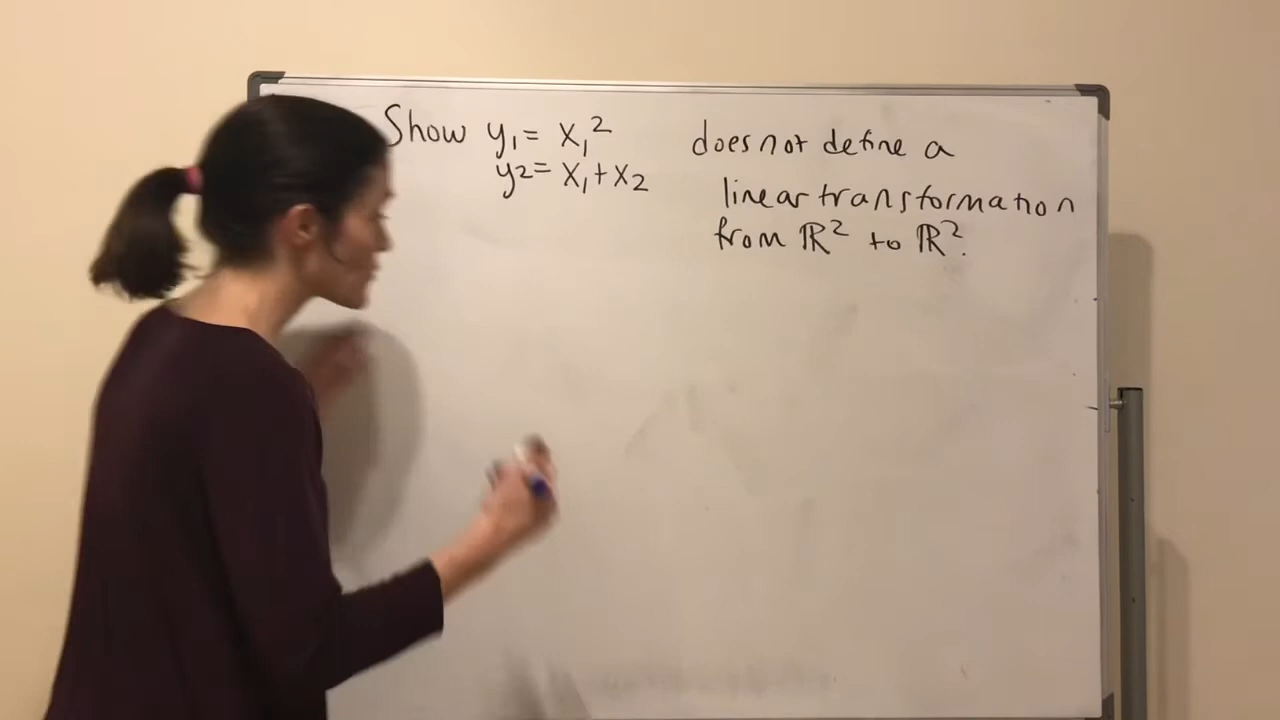 Show y₁ = x₁²
y₂ = x₁ + x₂
does not define a
linear transformation
from ℝ² to ℝ².